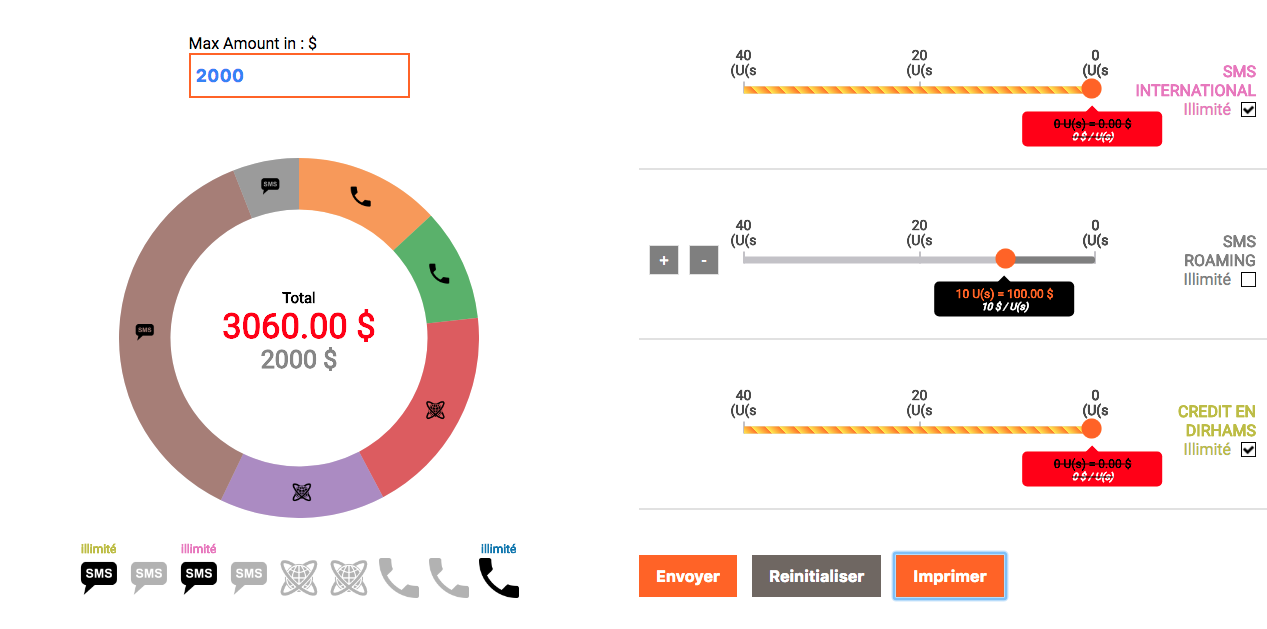 Max Amount in : $
2000
SMS
SMS
Total
3060.00 $
2000 $
illimité
illimité
illimité
SMS
SMS
SMS
SMS
40
20
0
(U(s
(U(s
(U(s
SMS
INTERNATIONAL
Illimité
0 U(s) = 0.00 $
0 $ / U(s)
40
20
0
(U(s
(U(s
(U(s
+
-
SMS
ROAMING
Illimité
10 U(s) = 100.00 $
10 $ / U(s)
40
20
0
(U(s
(U(s
(U(s
CREDIT EN
DIRHAMS
Illimité
0 U(s) = 0.00 $
0 $ / U(s)
Envoyer
Reinitialiser
Imprimer